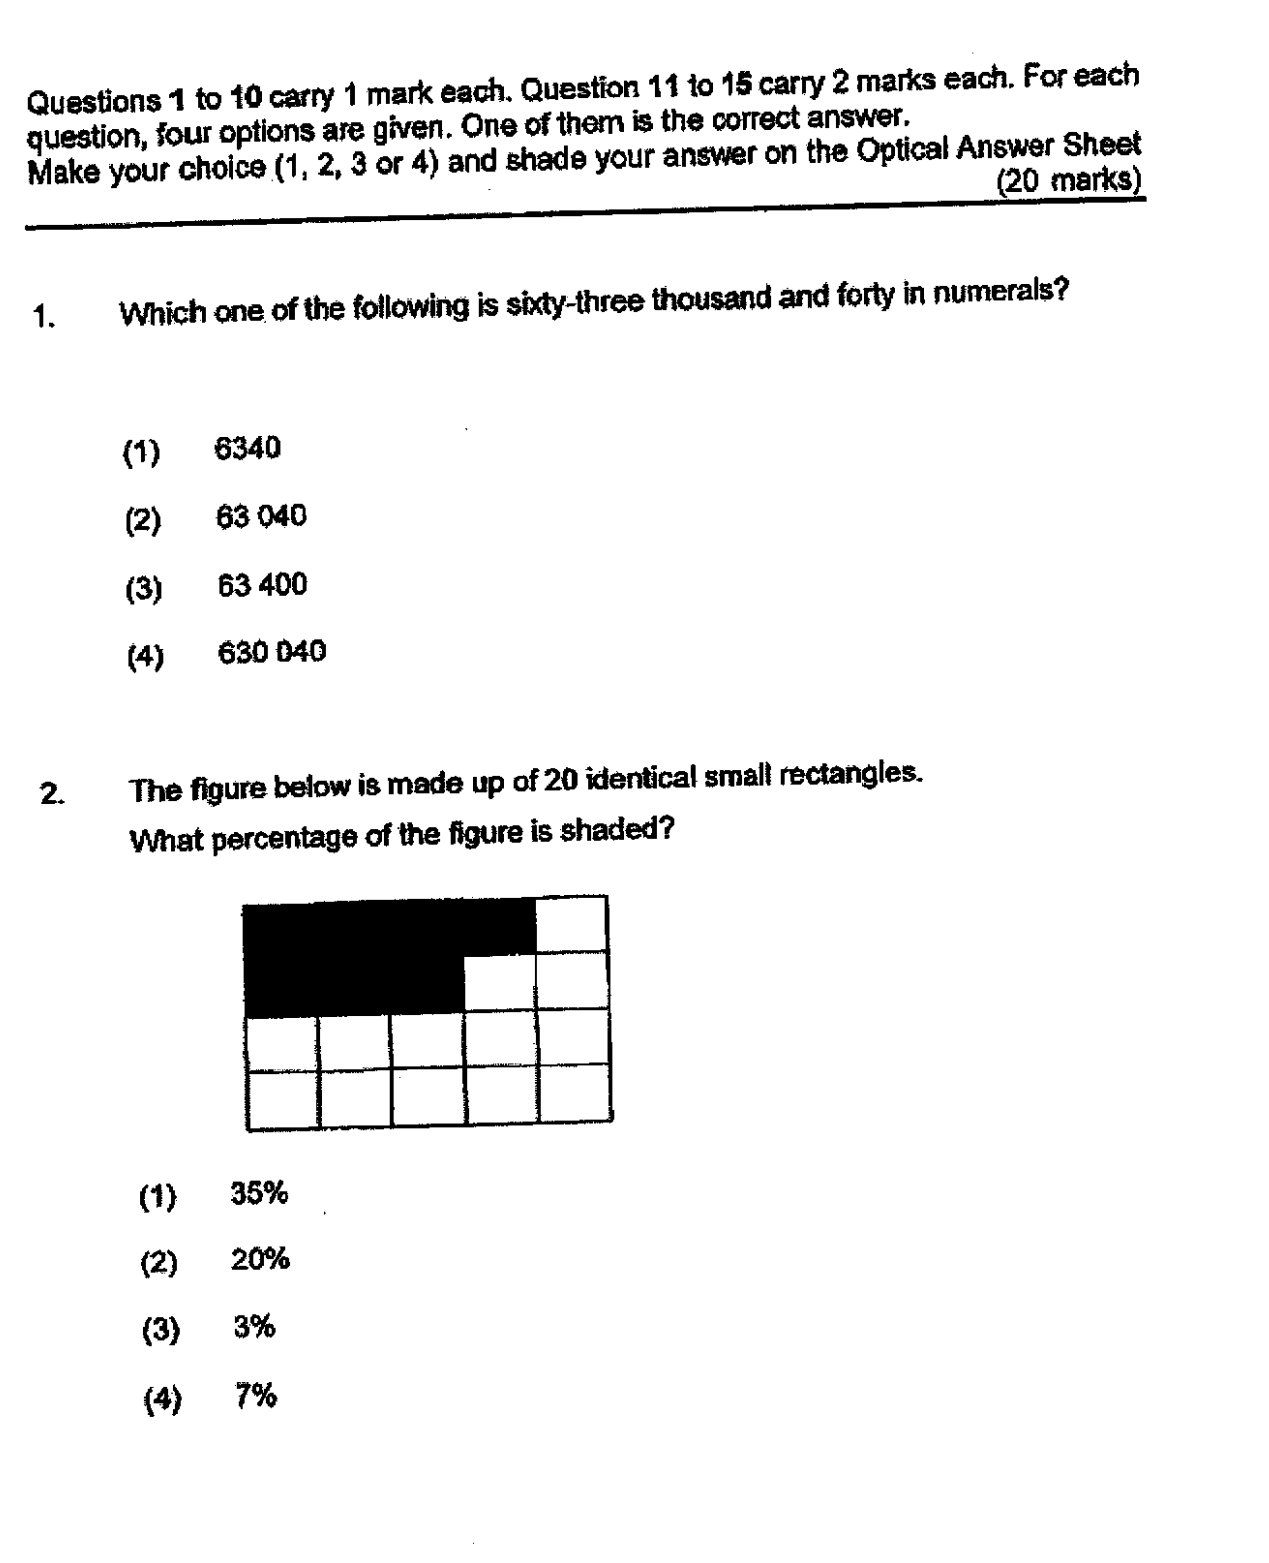 Questions 1 to 10 carry 1 mark each. Question 11 to 15 carry 2 marks each. For each
question, four options are given. One of them is the correct answer.
Make your choice (1, 2, 3 or 4) and shade your answer on the Optical Answer Sheet
(20 marks)
1. Which one of the following is sixty-three thousand and forty in numerals?
(1) 6340
(2) 63 040
(3) 63 400
(4) 630 040
2. The figure below is made up of 20 identical small rectangles.
What percentage of the figure is shaded?
(1) 35%
(2) 20%
(3) 3%
(4) 7%